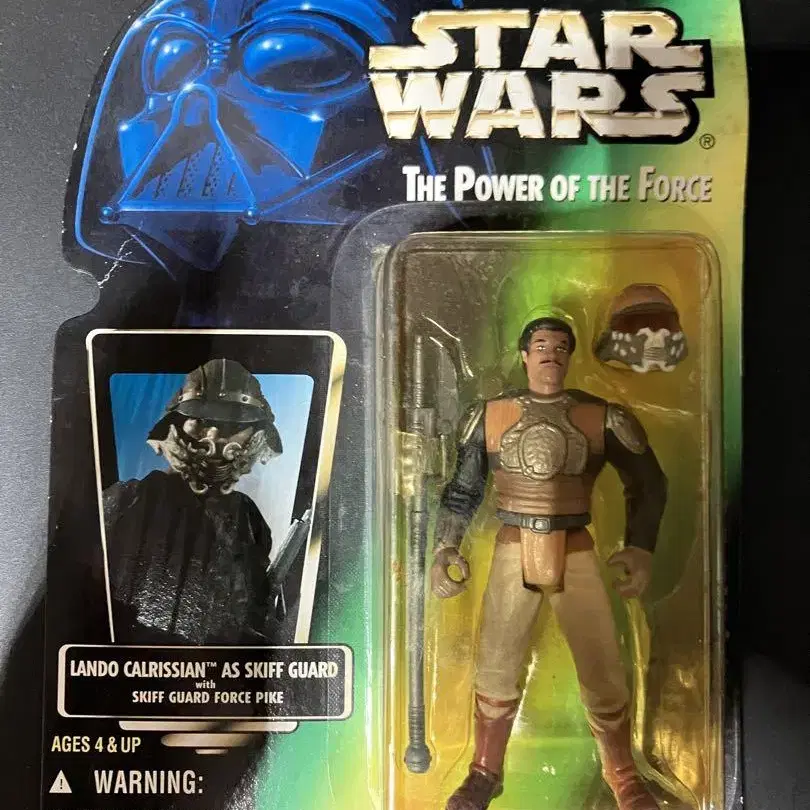 STAR
WARS®
THE POWER OF THE FORCE
LANDO CALRISSIAN™ AS SKIFF GUARD
with
SKIFF GUARD FORCE PIKE
AGES 4 & UP
WARNING: